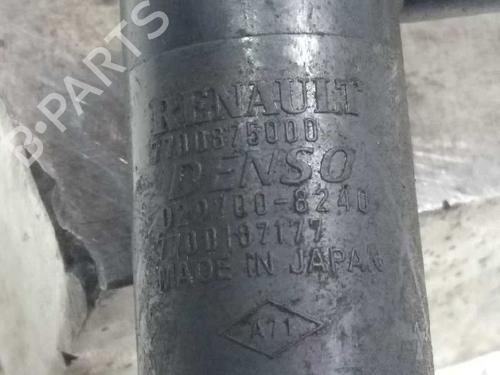 B-PARTS
RENAULT
7700875000
DENSO
029700-8240
7700107177
MADE IN JAPAN
A71